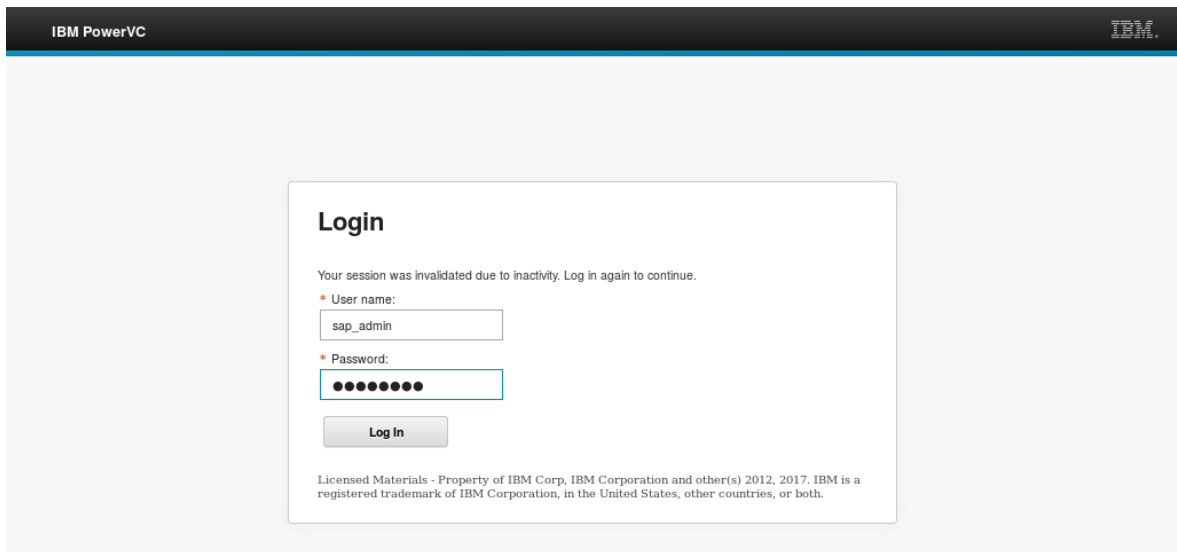 IBM PowerVC
IBM.
Login
Your session was invalidated due to inactivity. Log in again to continue.
* User name:
sap_admin
* Password:
●●●●●●●●
Log In
Licensed Materials - Property of IBM Corp, IBM Corporation and other(s) 2012, 2017. IBM is a
registered trademark of IBM Corporation, in the United States, other countries, or both.